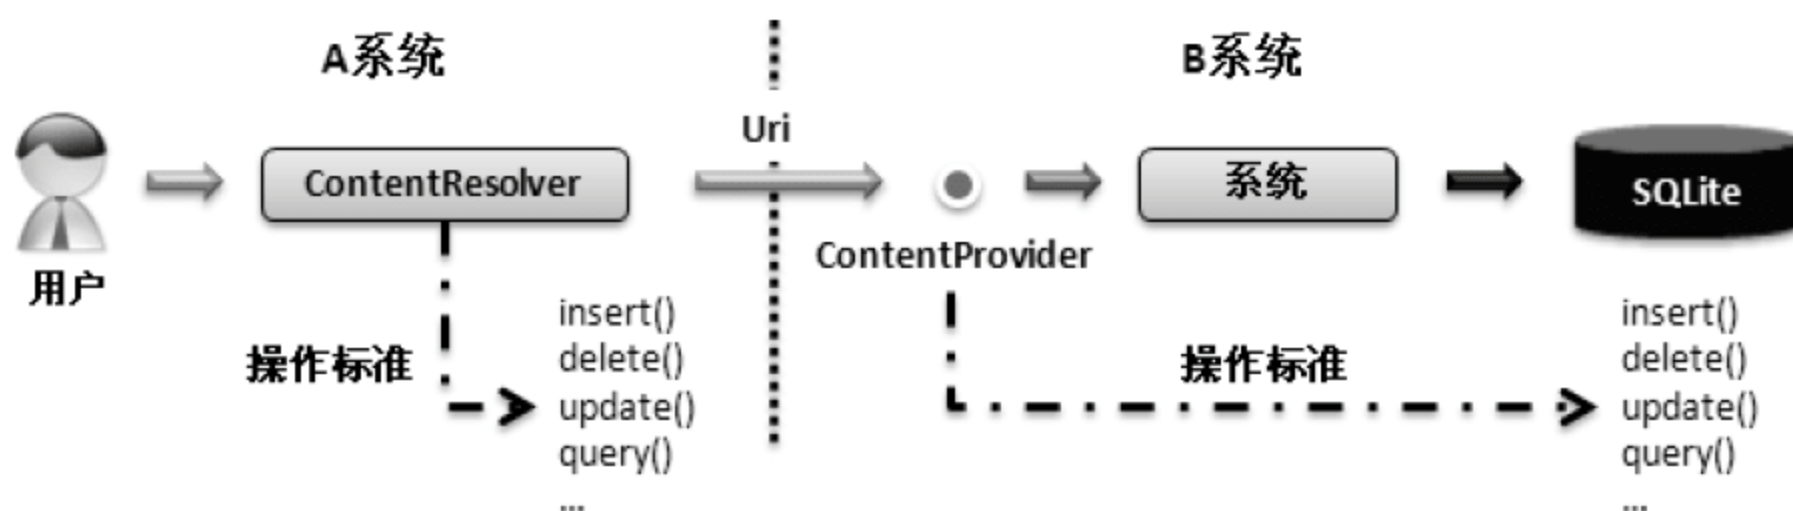 A系统
B系统
Uri
ContentResolver
系统
SQLite
ContentProvider
用户
操作标准
insert()
delete()
update()
query()
...
操作标准
insert()
delete()
update()
query()
...